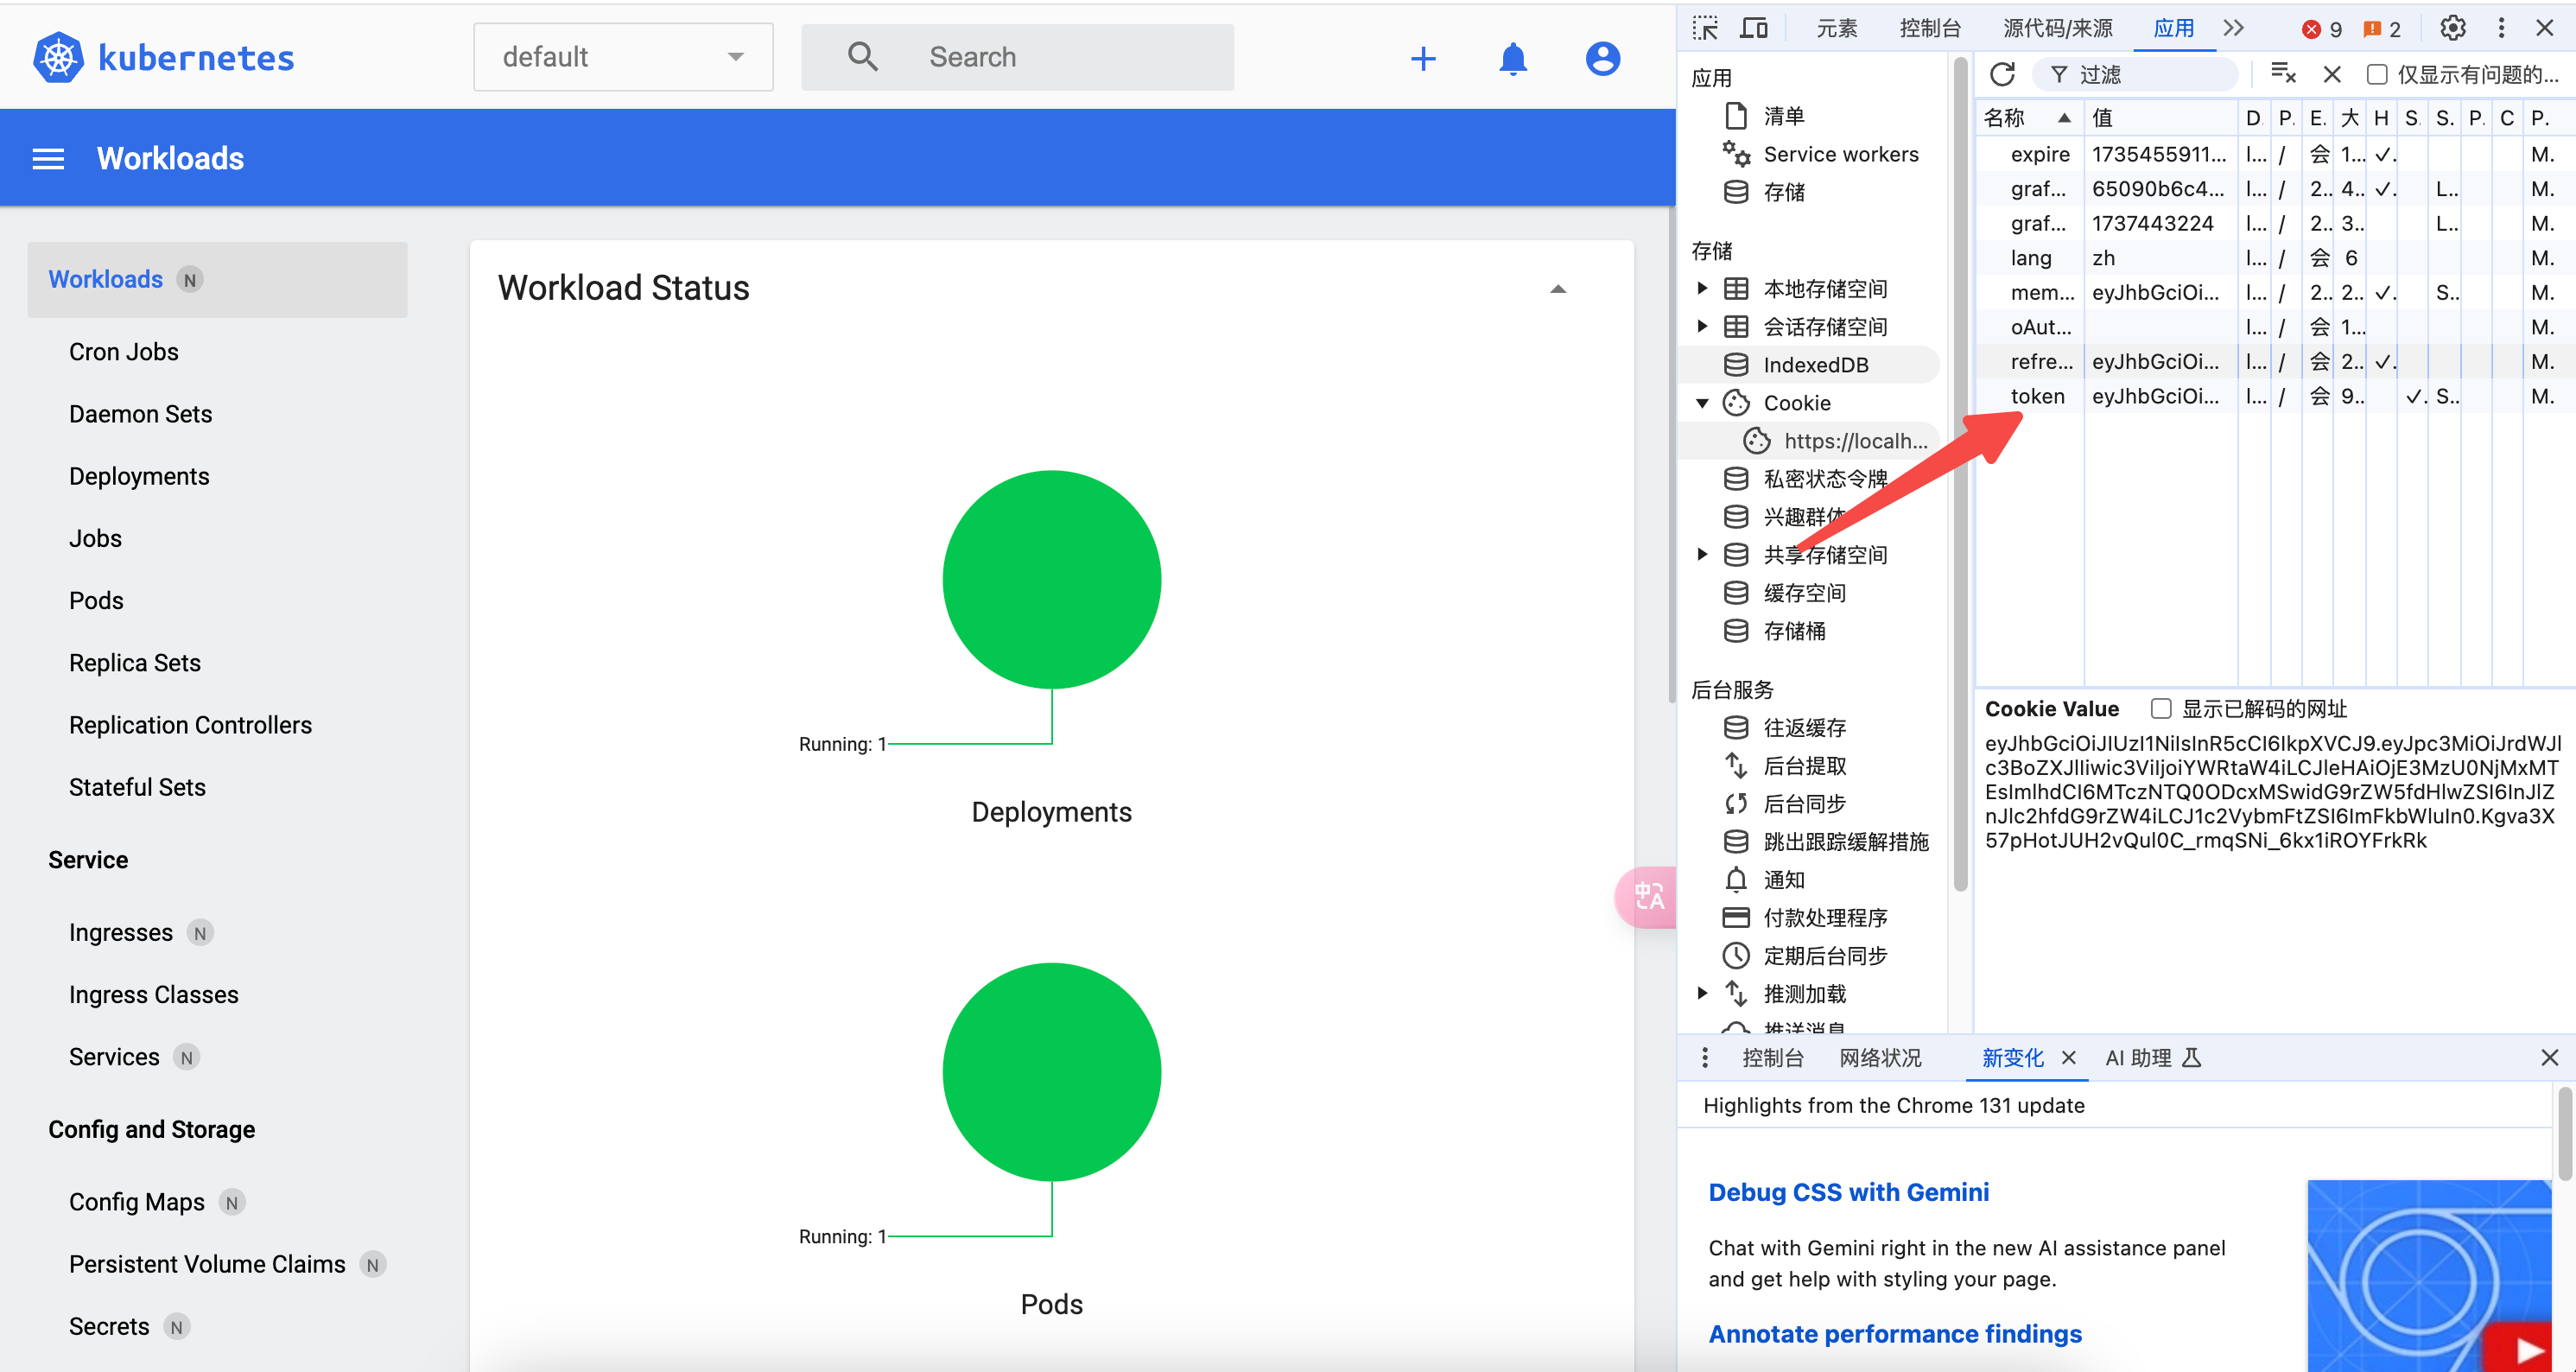 kubernetes
default
Search
Workloads
Workloads N
Cron Jobs
Daemon Sets
Deployments
Jobs
Pods
Replica Sets
Replication Controllers
Stateful Sets
Service
Ingresses N
Ingress Classes
Services N
Config and Storage
Config Maps N
Persistent Volume Claims N
Secrets N
Workload Status
Running: 1
Deployments
Running: 1
Pods
中A
元素 控制台 源代码/来源 应用 9 2
应用
清单
Service workers
存储
存储
本地存储空间
会话存储空间
IndexedDB
Cookie
https://localh...
私密状态令牌
兴趣群体
共享存储空间
缓存空间
存储桶
后台服务
往返缓存
后台提取
后台同步
跳出跟踪缓解措施
通知
付款处理程序
定期后台同步
推测加载
推送消息
过滤 仅显示有问题的...
名称 值 D P. E. 大 H S. S. P. C P.
expire 1735455911... l... / 会 1... ✓. M.
graf... 65090b6c4... l... / 2.. 4.. ✓. L.. M.
graf... 1737443224 l... / 2.. 3.. L.. M.
lang zh l... / 会 6 M.
mem... eyJhbGciOi... l... / 2.. 2.. ✓. S.. M.
oAut... l... / 会 1... M.
refre... eyJhbGciOi... l... / 会 2.. ✓. M.
token eyJhbGciOi... l... / 会 9.. ✓. S.. M.
Cookie Value 显示已解码的网址
eyJhbGciOiJIUzI1NiIsInR5cCI6IkpXVCJ9.eyJpc3MiOiJrdWJl
c3BoZXJlIiwic3ViIjoiYWRtaW4iLCJleHAiOjE3MzU0NjMxMT
EsImlhdCI6MTczNTQ0ODcxMSwidG9rZW5fdHlwZSI6InJlZ
nJlc2hfdG9rZW4iLCJ1c2VybmFtZSI6ImFkbWluIn0.Kgva3X
57pHotJUH2vQul0C_rmqSNi_6kx1iROYFrkRk
控制台 网络状况 新变化 AI 助理
Highlights from the Chrome 131 update
Debug CSS with Gemini
Chat with Gemini right in the new AI assistance panel
and get help with styling your page.
Annotate performance findings